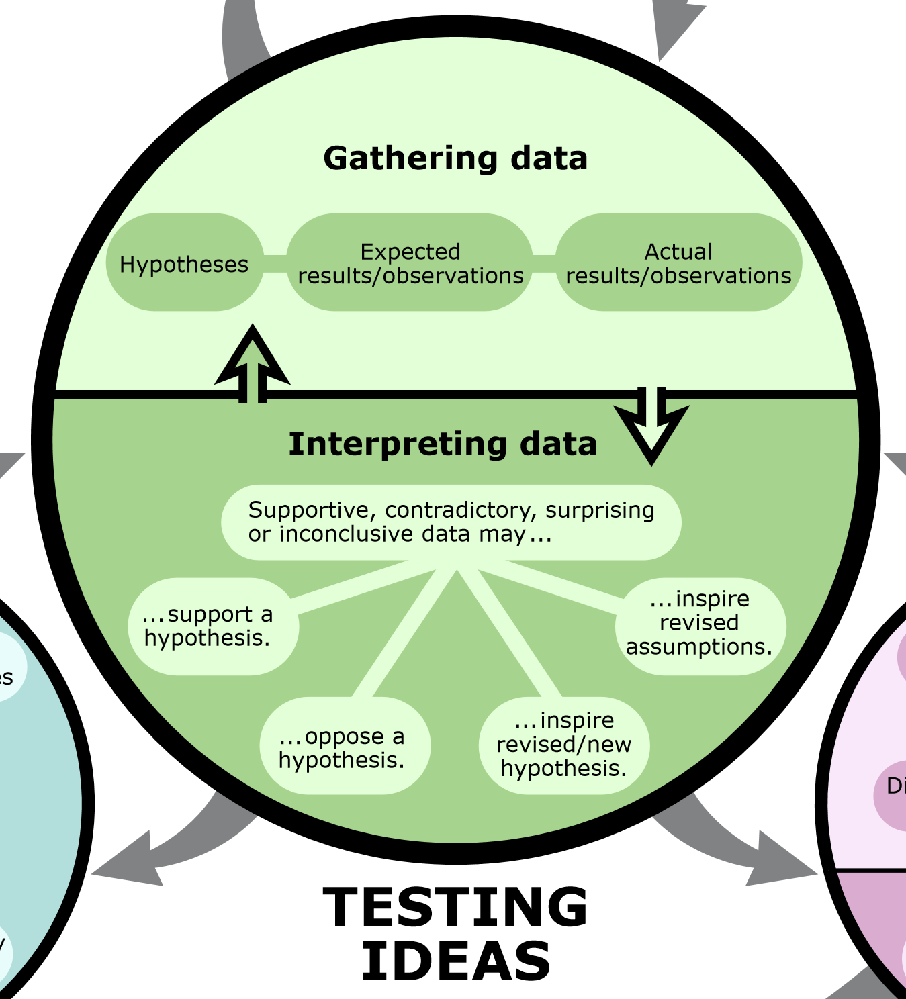 Gathering data
Hypotheses
Expected
results/observations
Actual
results/observations
Interpreting data
Supportive, contradictory, surprising
or inconclusive data may...
...support a
hypothesis.
...inspire
revised
assumptions.
...oppose a
hypothesis.
...inspire
revised/new
hypothesis.
TESTING
IDEAS